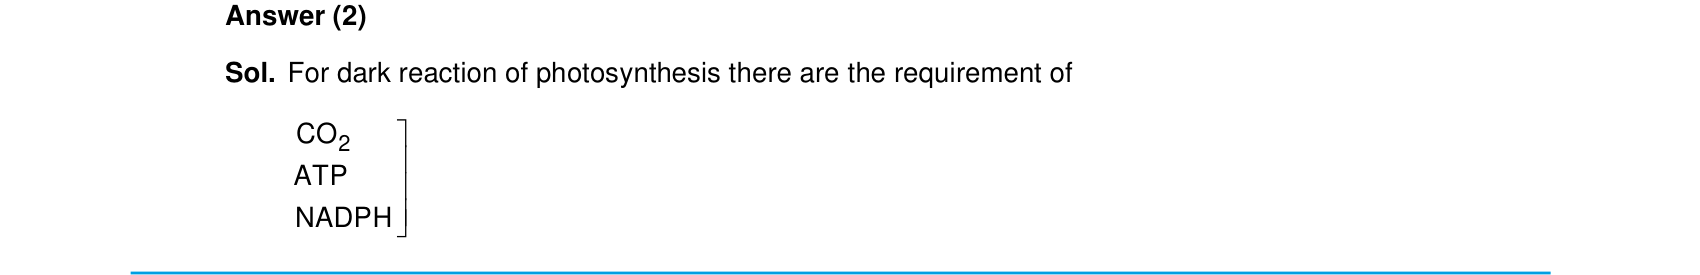 Answer (2)
Sol. For dark reaction of photosynthesis there are the requirement of
CO₂
ATP
NADPH